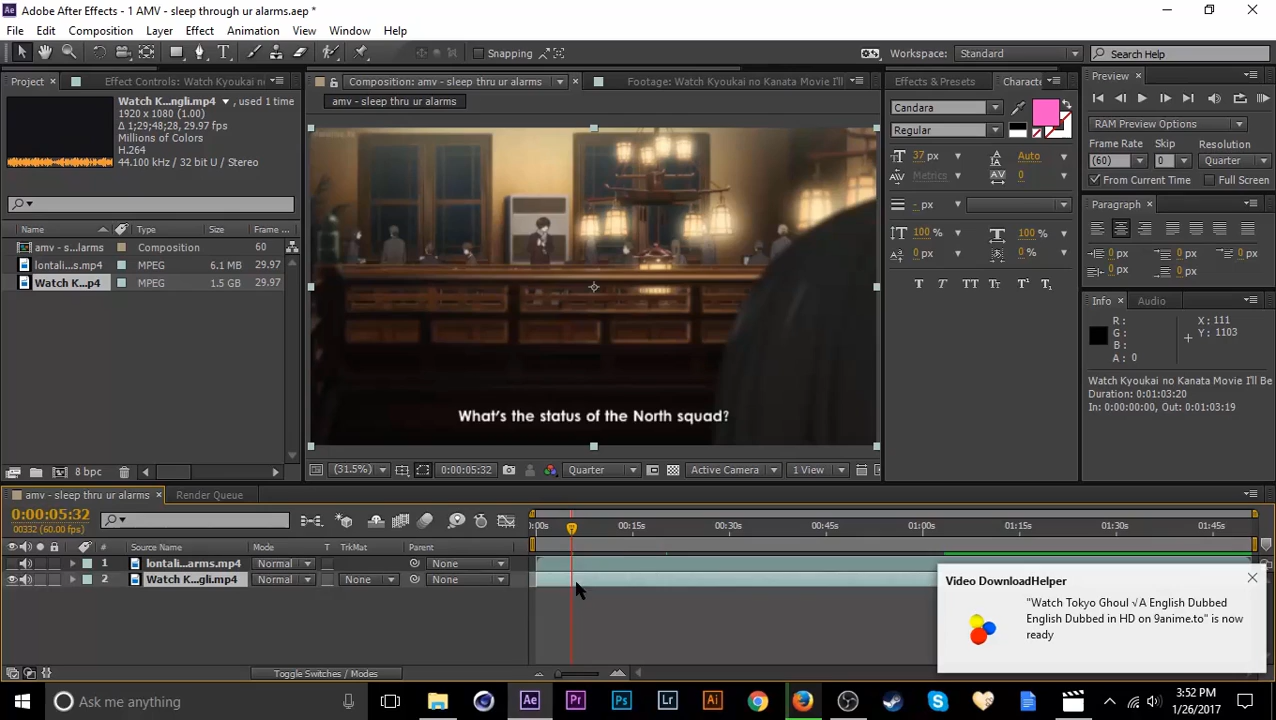 Adobe After Effects - 1 AMV - sleep through ur alarms.aep *
File Edit Composition Layer Effect Animation View Window Help
Snapping
Workspace: Standard
Search Help
Project
Effect Controls: Watch Kyoukai n
Watch K...ngli.mp4 , used 1 time
1920 x 1080 (1.00)
Δ 1;29;48;28, 29.97 fps
Millions of Colors
H.264
44.100 kHz / 32 bit U / Stereo
Name Type Size Frame ...
amv - s...larms Composition 60
lontali...s.mp4 MPEG 6.1 MB 29.97
Watch K...p4 MPEG 1.5 GB 29.97
8 bpc
Composition: amv - sleep thru ur alarms
Footage: Watch Kyoukai no Kanata Movie I'll B
amv - sleep thru ur alarms
What's the status of the North squad?
(31.5%) 0:00:05:32 Quarter Active Camera 1 View
Effects & Presets
Characte
Candara
Regular
37 px Auto
Metrics 0
- px
100 % 100 %
0 px 0 %
T T TT Tr T¹ T₁
Preview
RAM Preview Options
Frame Rate Skip Resolution
(60) 0 Quarter
From Current Time Full Screen
Paragraph
0 px 0 px 0 px
0 px 0 px
Info Audio
R: X: 111
G: Y: 1103
B:
A: 0
Watch Kyoukai no Kanata Movie I'll Be
Duration: 0:01:03:20
In: 0:00:00:00, Out: 0:01:03:19
amv - sleep thru ur alarms
Render Queue
0:00:05:32
00332 (60.00 fps)
:00s 00:15s 00:30s 00:45s 01:00s 01:15s 01:30s 01:45s
# Source Name Mode T TrkMat Parent
1 lontali...arms.mp4 Normal None
2 Watch K...gli.mp4 Normal None None
Toggle Switches / Modes
Video DownloadHelper
"Watch Tokyo Ghoul √A English Dubbed
English Dubbed in HD on 9anime.to" is now
ready
Ask me anything
Ae Pr Ps Lr Ai
3:52 PM
1/26/2017